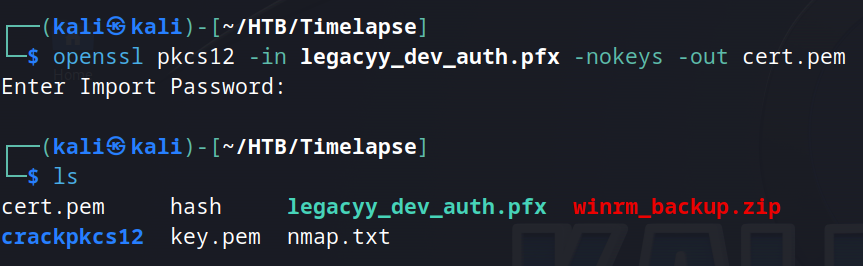 ┌──(kali㉿kali)-[~/HTB/Timelapse]
└─$ openssl pkcs12 -in legacyy_dev_auth.pfx -nokeys -out cert.pem
Enter Import Password:
┌──(kali㉿kali)-[~/HTB/Timelapse]
└─$ ls
cert.pem hash legacyy_dev_auth.pfx winrm_backup.zip
crackpkcs12 key.pem nmap.txt